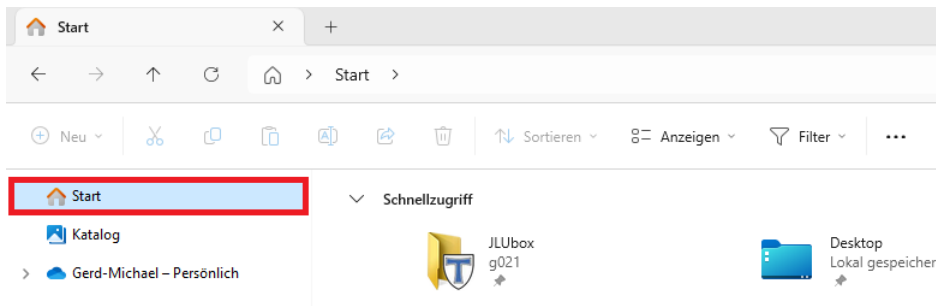 Start
Start
Neu
Sortieren
Anzeigen
Filter
Start
Katalog
Gerd-Michael – Persönlich
Schnellzugriff
JLUbox
g021
Desktop
Lokal gespeicher